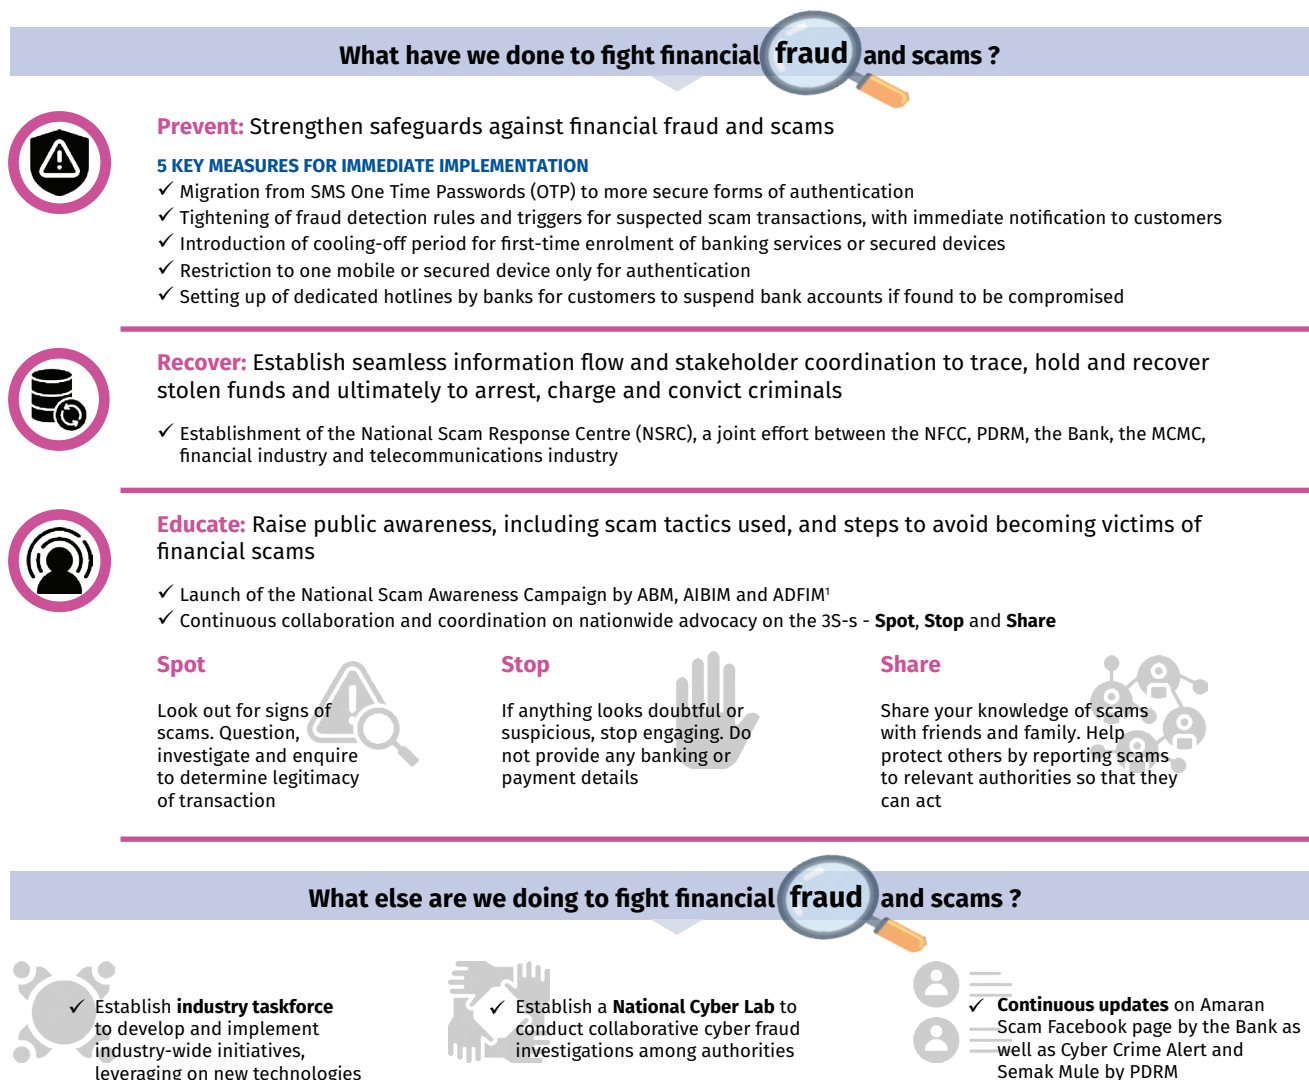 What have we done to fight financial fraud and scams ?
Prevent: Strengthen safeguards against financial fraud and scams
5 KEY MEASURES FOR IMMEDIATE IMPLEMENTATION
✓ Migration from SMS One Time Passwords (OTP) to more secure forms of authentication
✓ Tightening of fraud detection rules and triggers for suspected scam transactions, with immediate notification to customers
✓ Introduction of cooling-off period for first-time enrolment of banking services or secured devices
✓ Restriction to one mobile or secured device only for authentication
✓ Setting up of dedicated hotlines by banks for customers to suspend bank accounts if found to be compromised
Recover: Establish seamless information flow and stakeholder coordination to trace, hold and recover
stolen funds and ultimately to arrest, charge and convict criminals
✓ Establishment of the National Scam Response Centre (NSRC), a joint effort between the NFCC, PDRM, the Bank, the MCMC,
financial industry and telecommunications industry
Educate: Raise public awareness, including scam tactics used, and steps to avoid becoming victims of
financial scams
✓ Launch of the National Scam Awareness Campaign by ABM, AIBIM and ADFIM¹
✓ Continuous collaboration and coordination on nationwide advocacy on the 3S-s - Spot, Stop and Share
Spot
Look out for signs of
scams. Question,
investigate and enquire
to determine legitimacy
of transaction
Stop
If anything looks doubtful or
suspicious, stop engaging. Do
not provide any banking or
payment details
Share
Share your knowledge of scams
with friends and family. Help
protect others by reporting scams
to relevant authorities so that they
can act
What else are we doing to fight financial fraud and scams ?
✓ Establish industry taskforce
to develop and implement
industry-wide initiatives,
leveraging on new technologies
✓ Establish a National Cyber Lab to
conduct collaborative cyber fraud
investigations among authorities
✓ Continuous updates on Amaran
Scam Facebook page by the Bank as
well as Cyber Crime Alert and
Semak Mule by PDRM